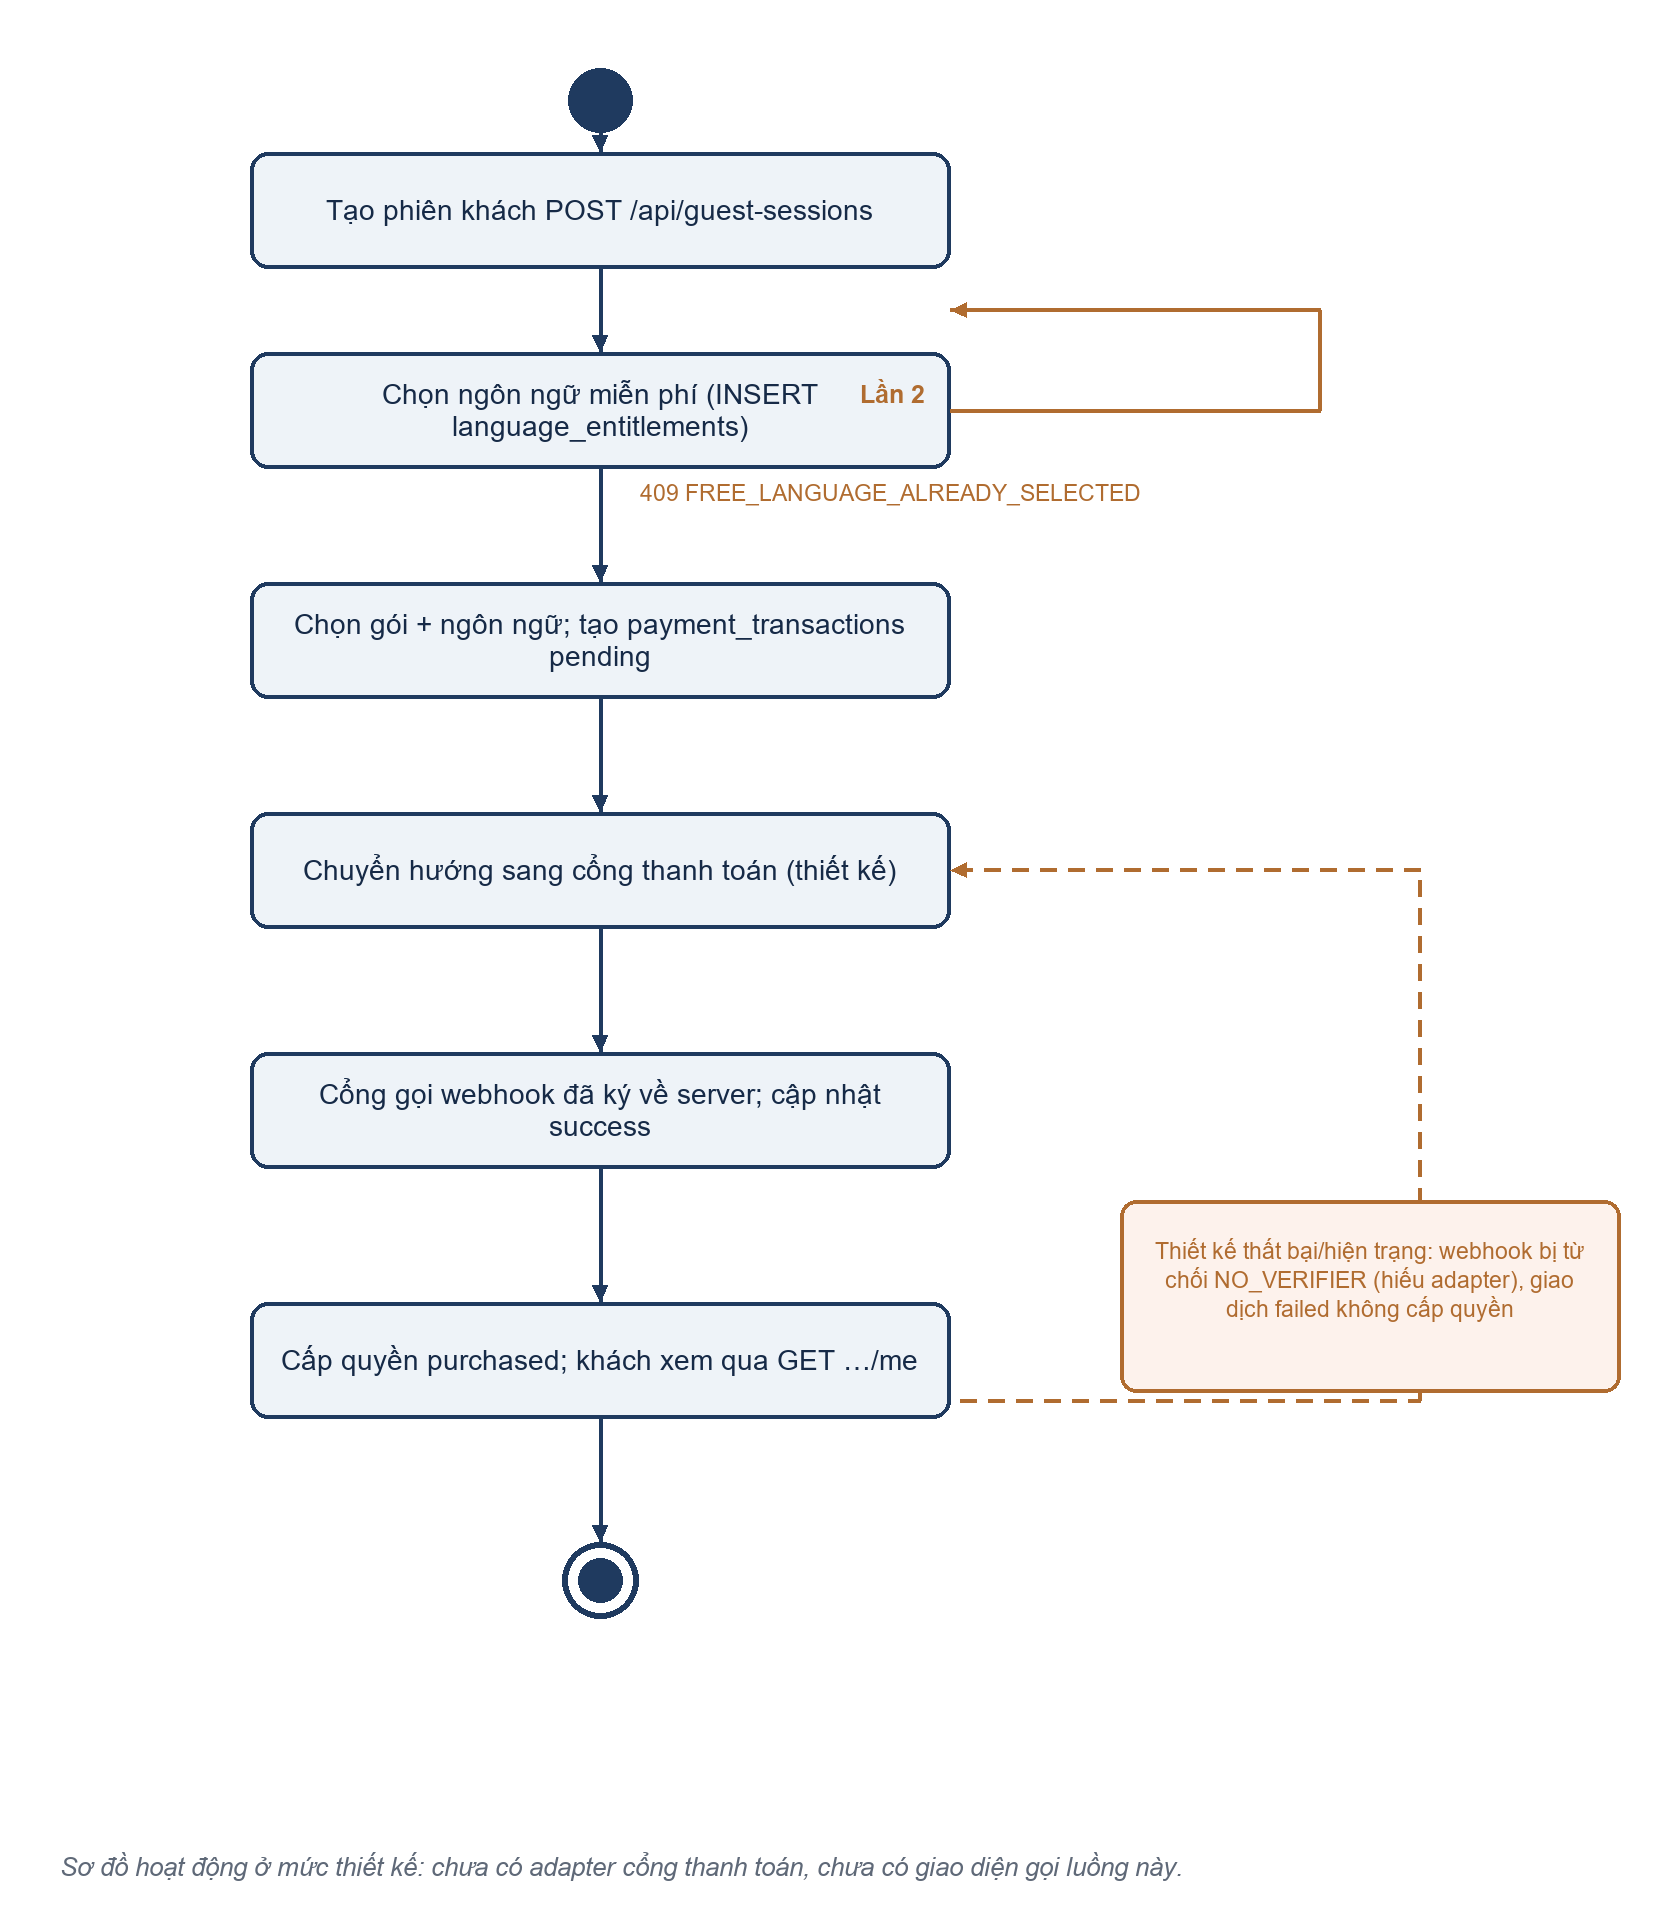 Tạo phiên khách POST /api/guest-sessions
Chọn ngôn ngữ miễn phí (INSERT
language_entitlements)
Lần 2
409 FREE_LANGUAGE_ALREADY_SELECTED
Chọn gói + ngôn ngữ; tạo payment_transactions
pending
Chuyển hướng sang cổng thanh toán (thiết kế)
Cổng gọi webhook đã ký về server; cập nhật
success
Thiết kế thất bại/hiện trạng: webhook bị từ
chối NO_VERIFIER (hiếu adapter), giao
dịch failed không cấp quyền
Cấp quyền purchased; khách xem qua GET …/me
Sơ đồ hoạt động ở mức thiết kế: chưa có adapter cổng thanh toán, chưa có giao diện gọi luồng này.